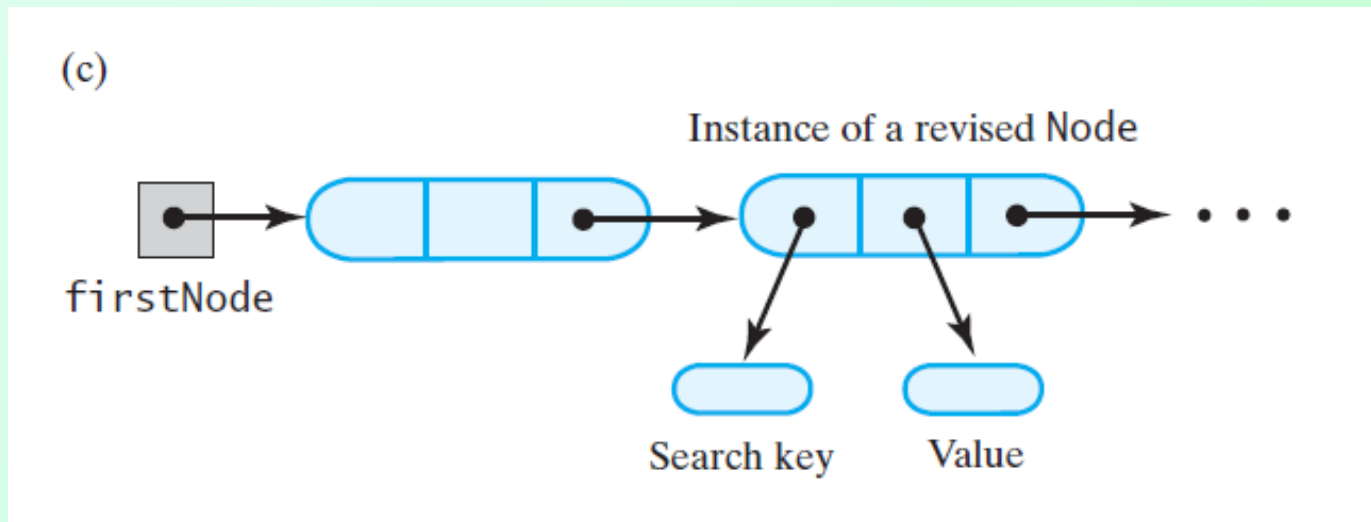 (c)
Instance of a revised Node
firstNode
Search key
Value